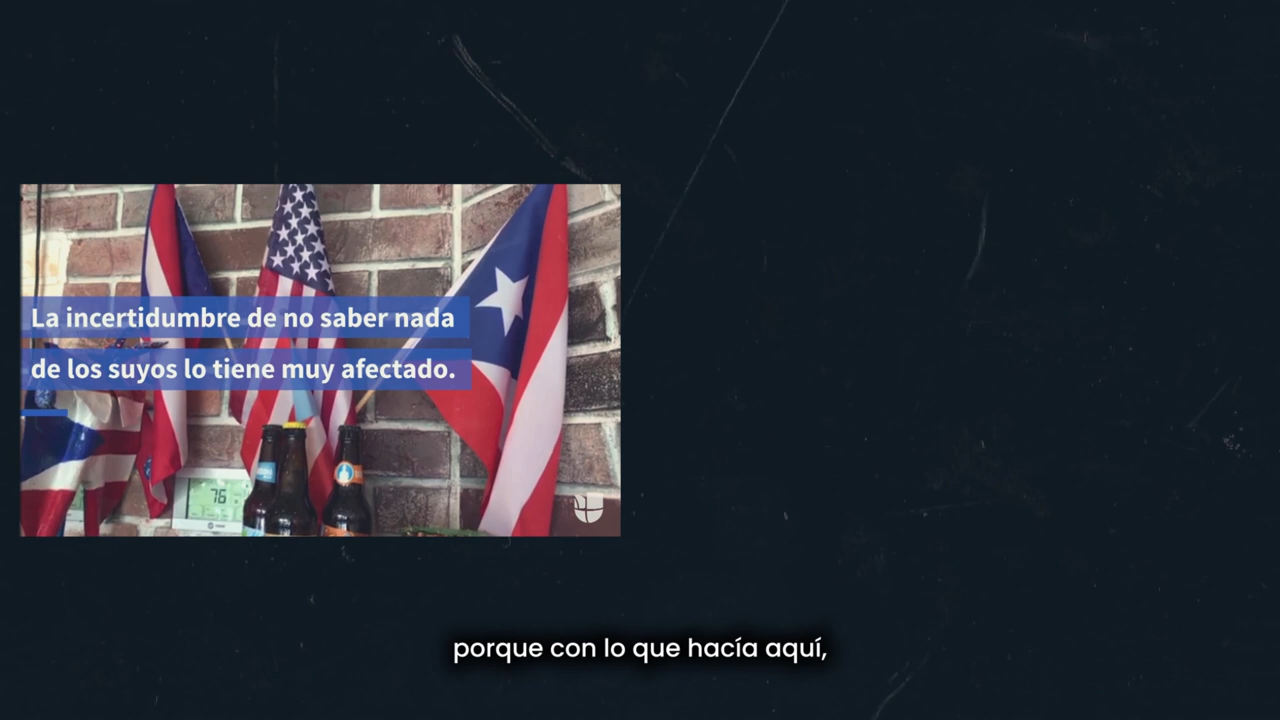 La incertidumbre de no saber nada
de los suyos lo tiene muy afectado.
76
porque con lo que hacía aquí,